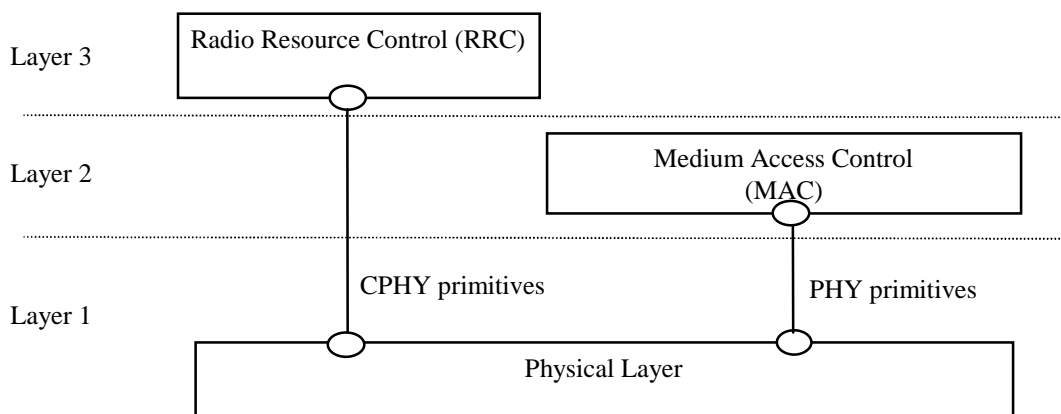 Radio Resource Control (RRC)
Layer 3
Medium Access Control
(MAC)
Layer 2
CPHY primitives
PHY primitives
Layer 1
Physical Layer